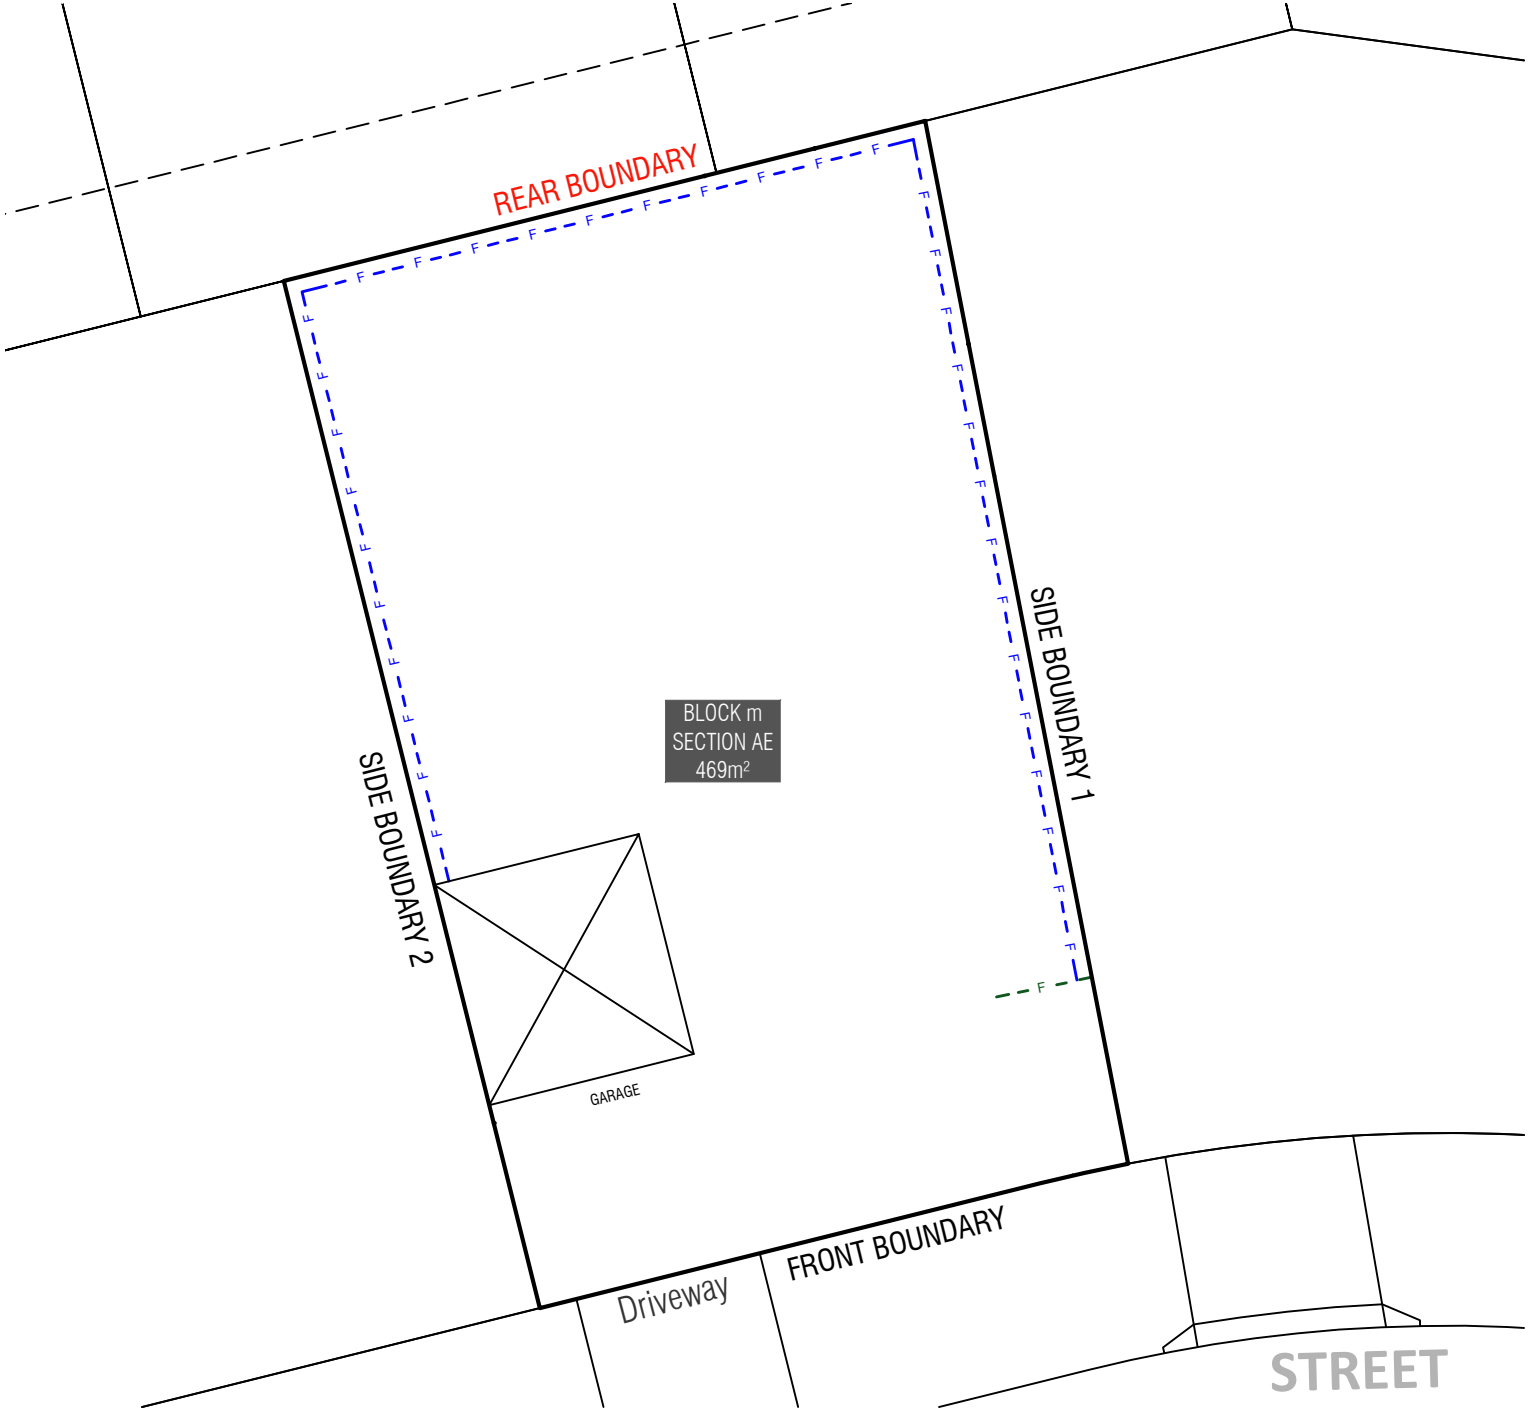 REAR BOUNDARY
F F F F F F F F F F
F F F F F F F F F F F F F F
F F F F F F F F F F
SIDE BOUNDARY 1
BLOCK m
SECTION AE
469m²
SIDE BOUNDARY 2
F
GARAGE
FRONT BOUNDARY
Driveway
STREET